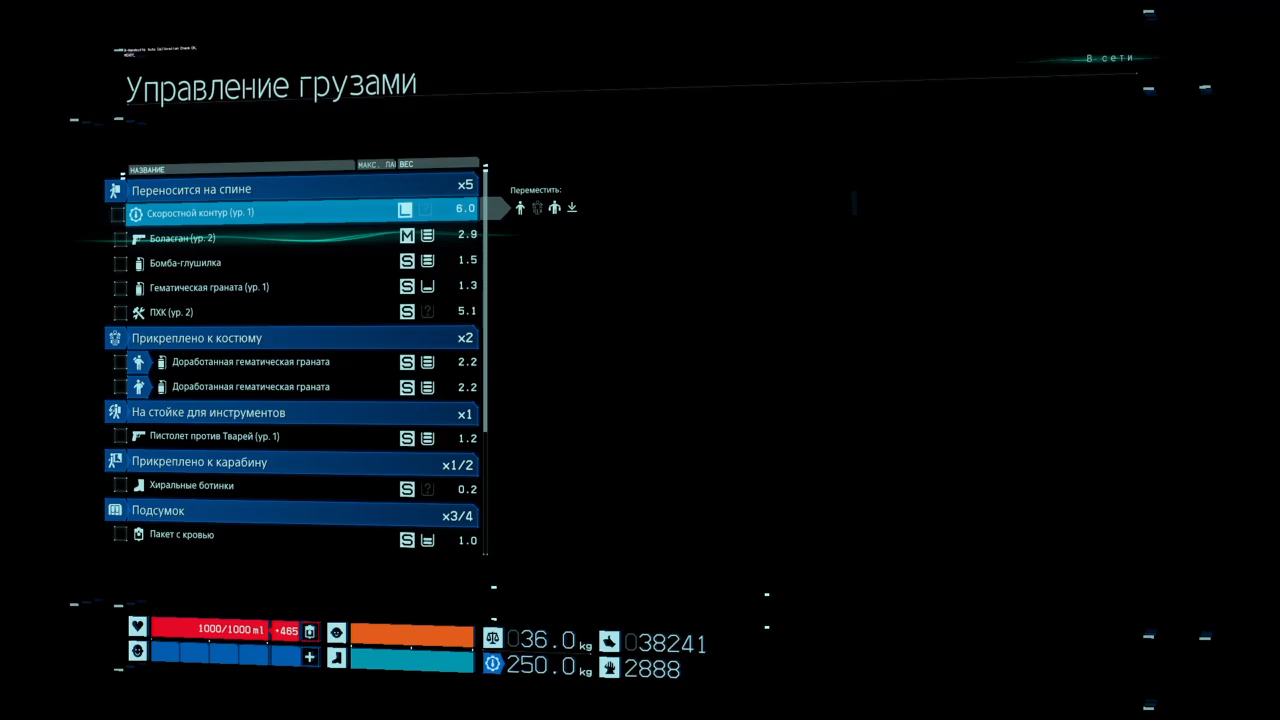 Управление грузами
В сети
НАЗВАНИЕ МАКС. ПА ВЕС
Переносится на спине x5
Скоростной контур (ур. 1) L ? 6.0
Переместить:
Боласган (ур. 2) M 2.9
Бомба-глушилка S 1.5
Гематическая граната (ур. 1) S 1.3
ПХК (ур. 2) S ? 5.1
Прикреплено к костюму x2
Доработанная гематическая граната S 2.2
Доработанная гематическая граната S 2.2
На стойке для инструментов x1
Пистолет против Тварей (ур. 1) S 1.2
Прикреплено к карабину x1/2
Хиральные ботинки S ? 0.2
Подсумок x3/4
Пакет с кровью S 1.0
1000/1000 ml +465
036.0 kg 038241
250.0 kg 2888